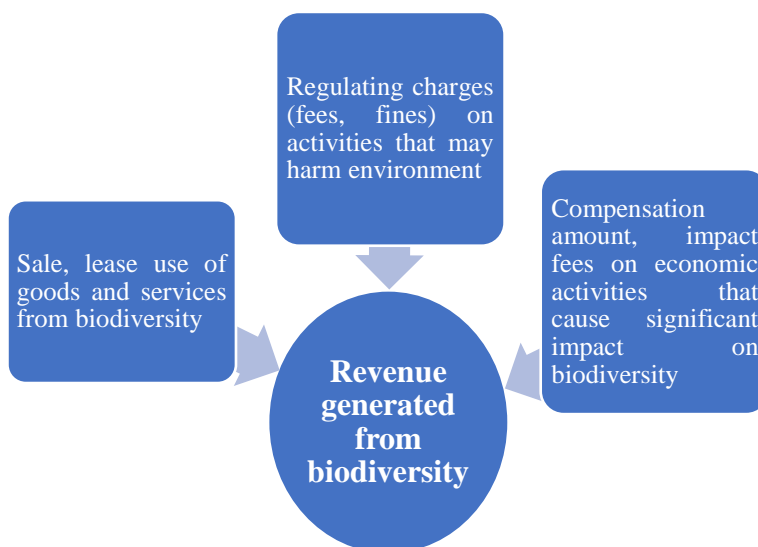 Regulating charges
(fees, fines) on
activities that may
harm environment
Sale, lease use of
goods and services
from biodiversity
Compensation
amount, impact
fees on economic
activities that
cause significant
impact on
biodiversity
Revenue
generated
from
biodiversity